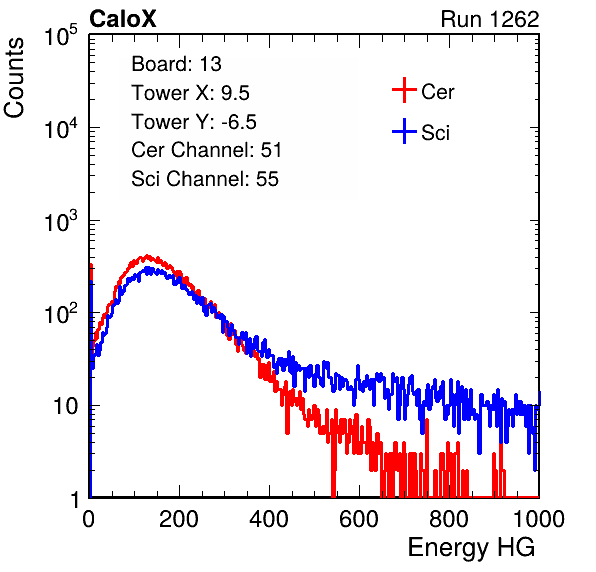 CaloX Run 1262
Counts
10^5
10^4
10^3
10^2
10
1
Board: 13
Tower X: 9.5
Tower Y: -6.5
Cer Channel: 51
Sci Channel: 55
Cer
Sci
0 200 400 600 800 1000
Energy HG